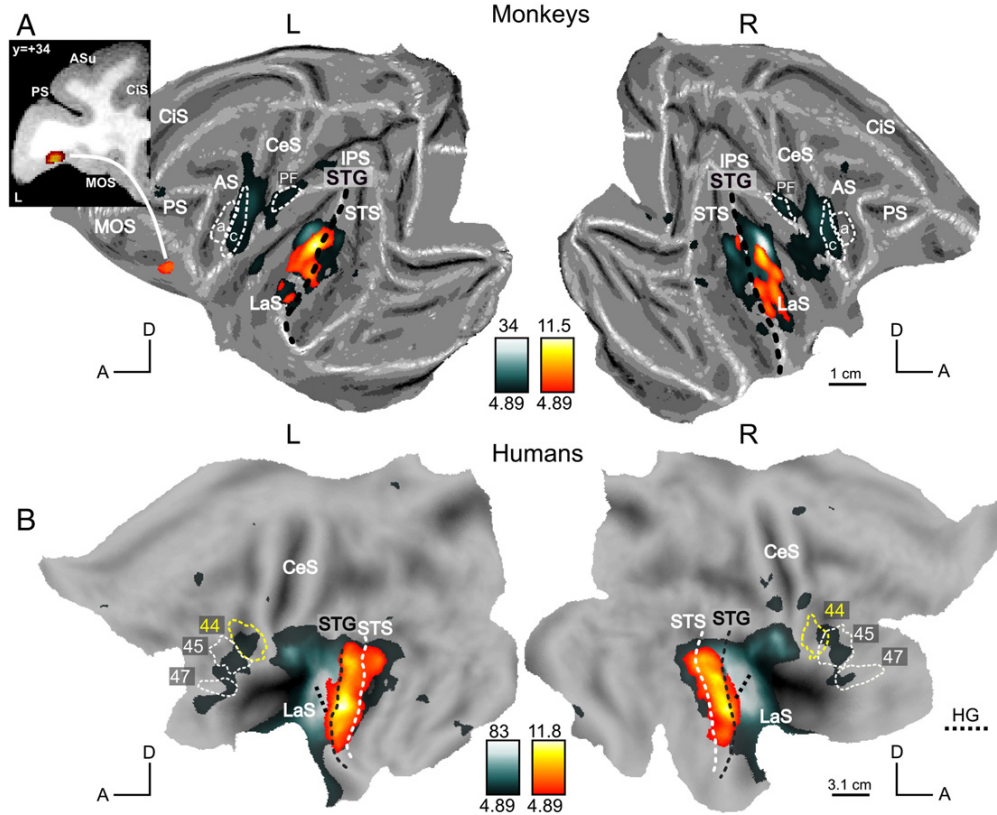 Monkeys
A
L
R
y=+34
ASu
PS
CiS
MOS
L
CiS
CeS
IPS
STG
PF
AS
STS
PS
MOS
a
c
LaS
D
A
34
11.5
4.89
4.89
CiS
CeS
IPS
STG
PF
AS
STS
PS
a
c
LaS
D
A
1 cm
Humans
B
L
R
CeS
STG
STS
44
45
47
LaS
D
A
83
11.8
4.89
4.89
CeS
STS
STG
44
45
47
LaS
HG
D
A
3.1 cm